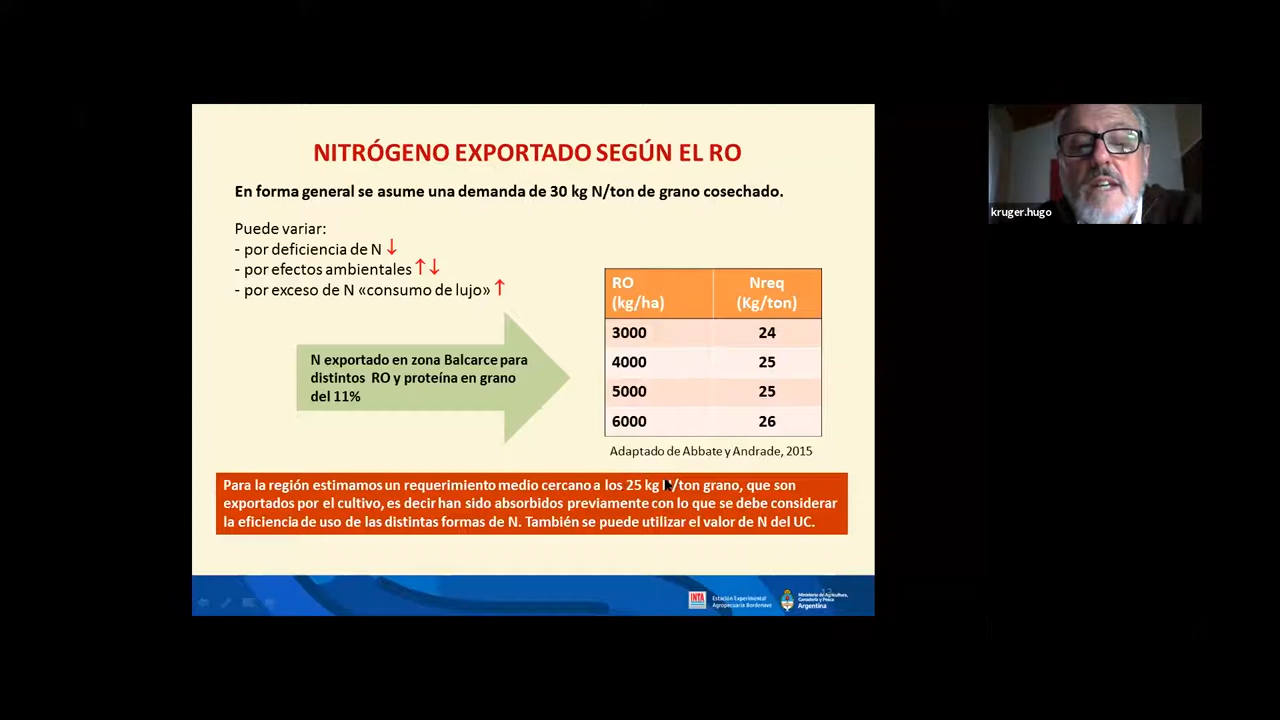 NITRÓGENO EXPORTADO SEGÚN EL RO
En forma general se asume una demanda de 30 kg N/ton de grano cosechado.
Puede variar:
- por deficiencia de N ↓
- por efectos ambientales ↑↓
- por exceso de N «consumo de lujo» ↑
N exportado en zona Balcarce para
distintos RO y proteína en grano
del 11%
RO Nreq
(kg/ha) (Kg/ton)
3000 24
4000 25
5000 25
6000 26
Adaptado de Abbate y Andrade, 2015
Para la región estimamos un requerimiento medio cercano a los 25 kg N/ton grano, que son
exportados por el cultivo, es decir han sido absorbidos previamente con lo que se debe considerar
la eficiencia de uso de las distintas formas de N. También se puede utilizar el valor de N del UC.
INTA
Estación Experimental
Agropecuaria Bordenave
Ministerio de Agricultura,
Ganadería y Pesca
Argentina
kruger.hugo